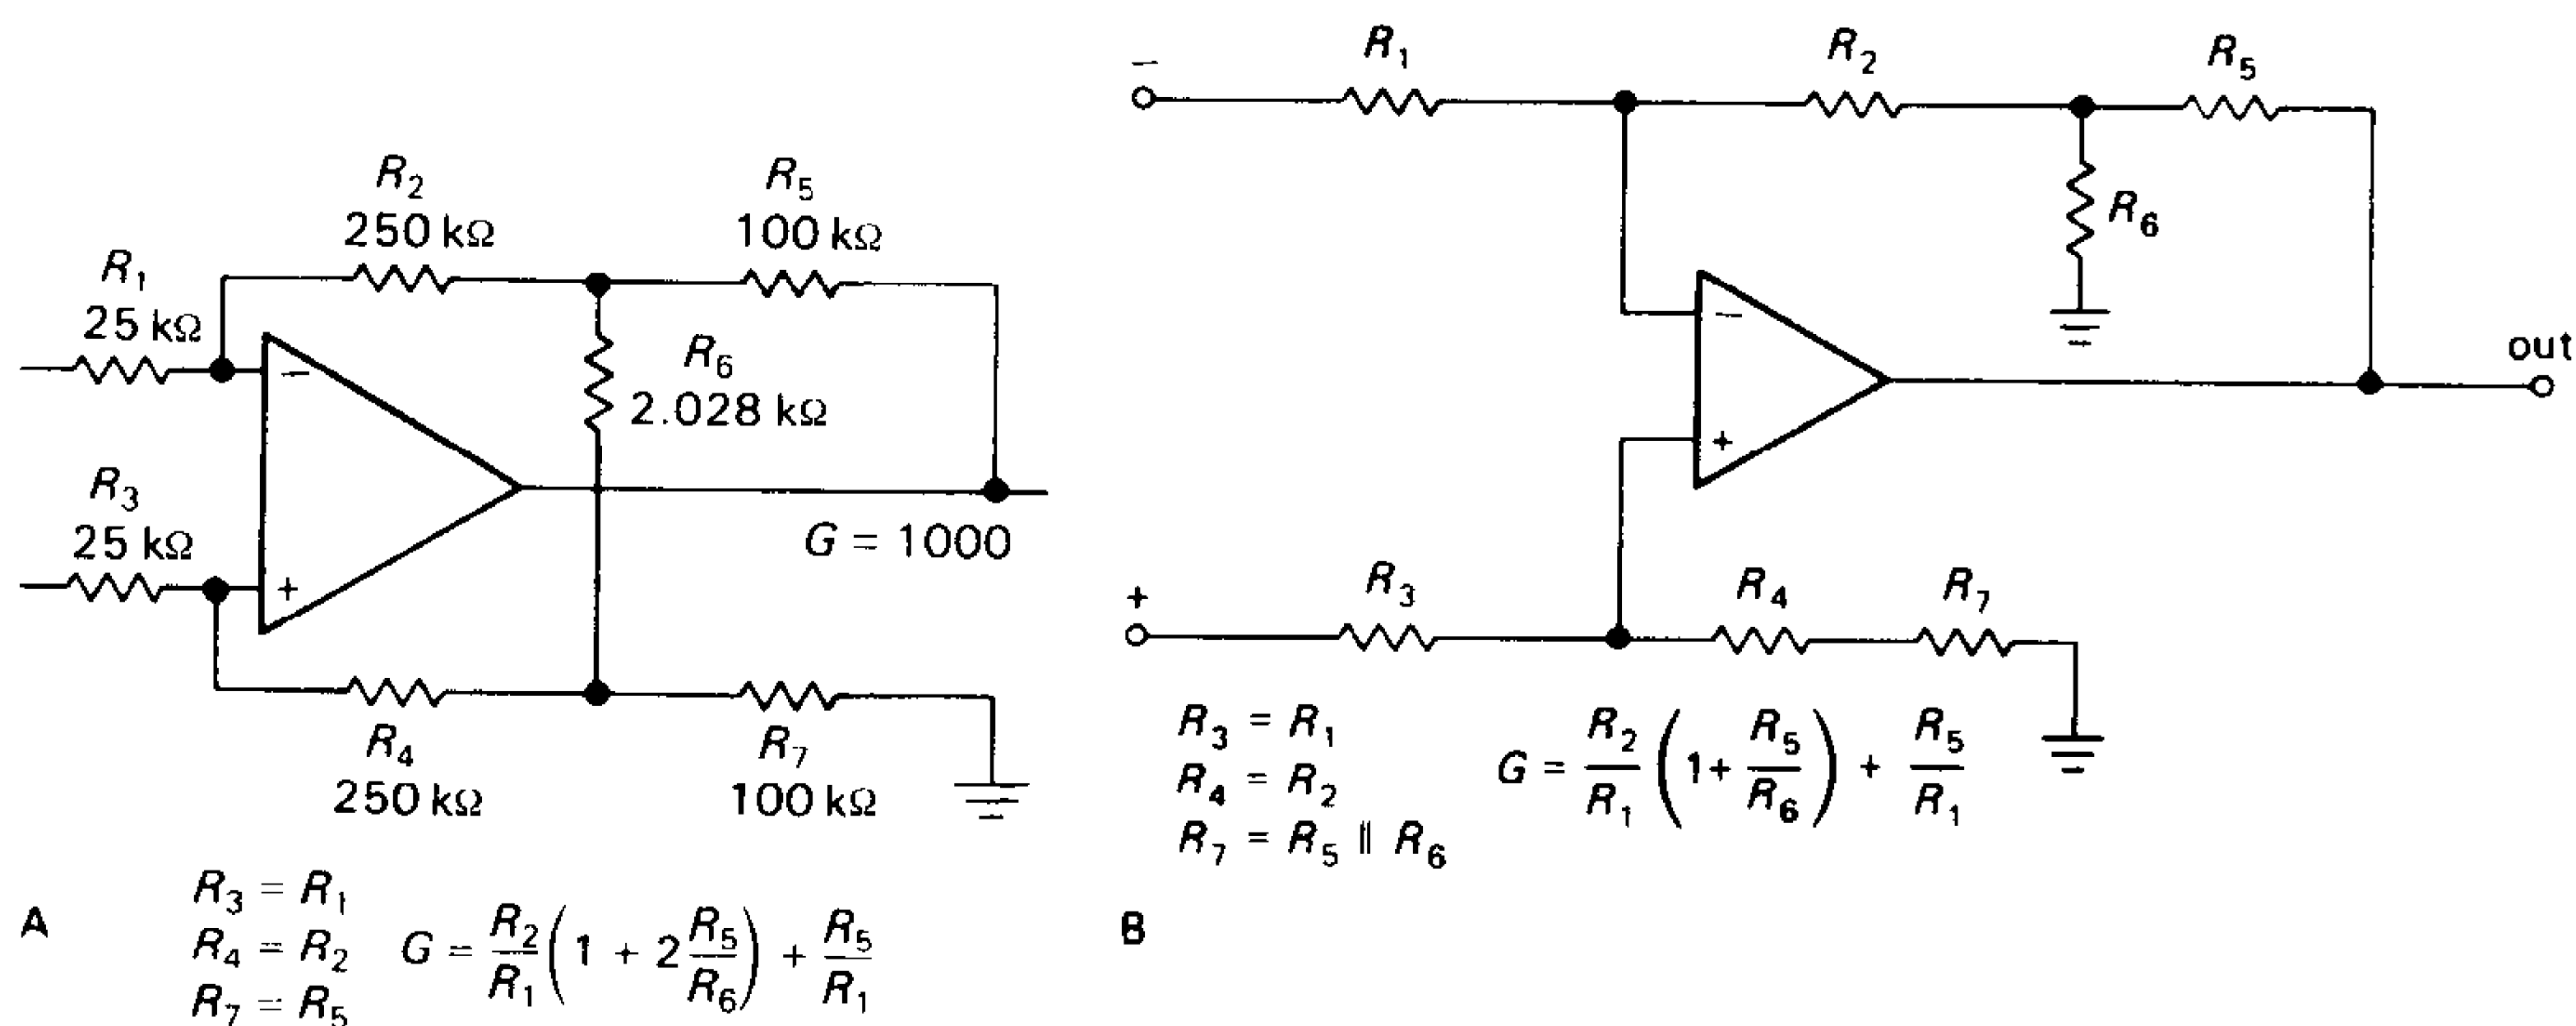 R₁
25 kΩ
R₂
250 kΩ
R₅
100 kΩ
R₆
2.028 kΩ
−
+
R₃
25 kΩ
G = 1000
R₄
250 kΩ
R₇
100 kΩ
A
R₃ = R₁
R₄ = R₂
R₇ = R₅
G = R₂/R₁ (1 + 2 R₅/R₆) + R₅/R₁
−
R₁
R₂
R₅
R₆
−
+
out
+
R₃
R₄
R₇
R₃ = R₁
R₄ = R₂
R₇ = R₅ ∥ R₆
G = R₂/R₁ (1+ R₅/R₆) + R₅/R₁
B